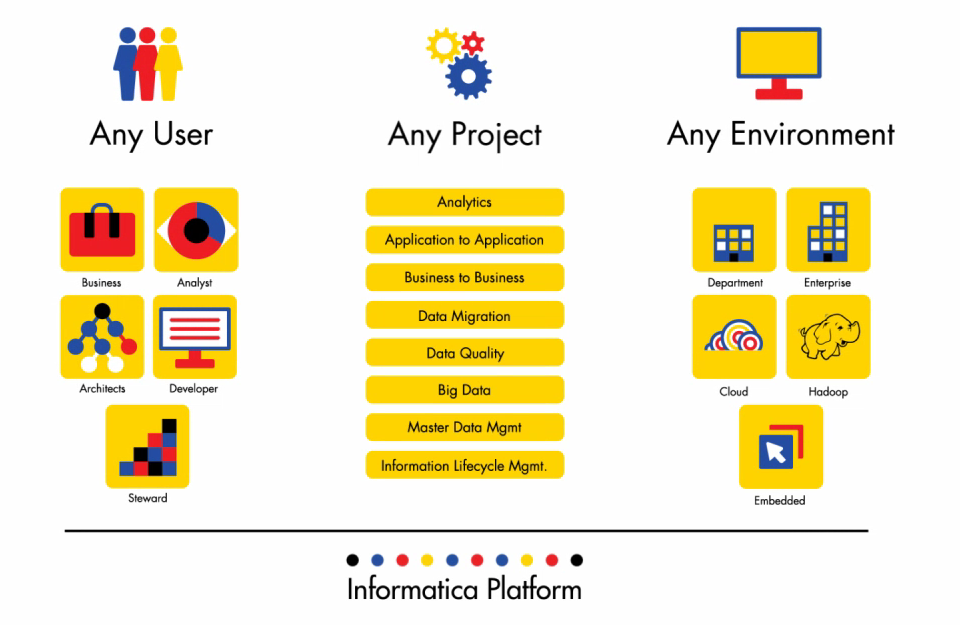 Any User
Any Project
Any Environment
Business
Analyst
Architects
Developer
Steward
Analytics
Application to Application
Business to Business
Data Migration
Data Quality
Big Data
Master Data Mgmt
Information Lifecycle Mgmt.
Department
Enterprise
Cloud
Hadoop
Embedded
Informatica Platform